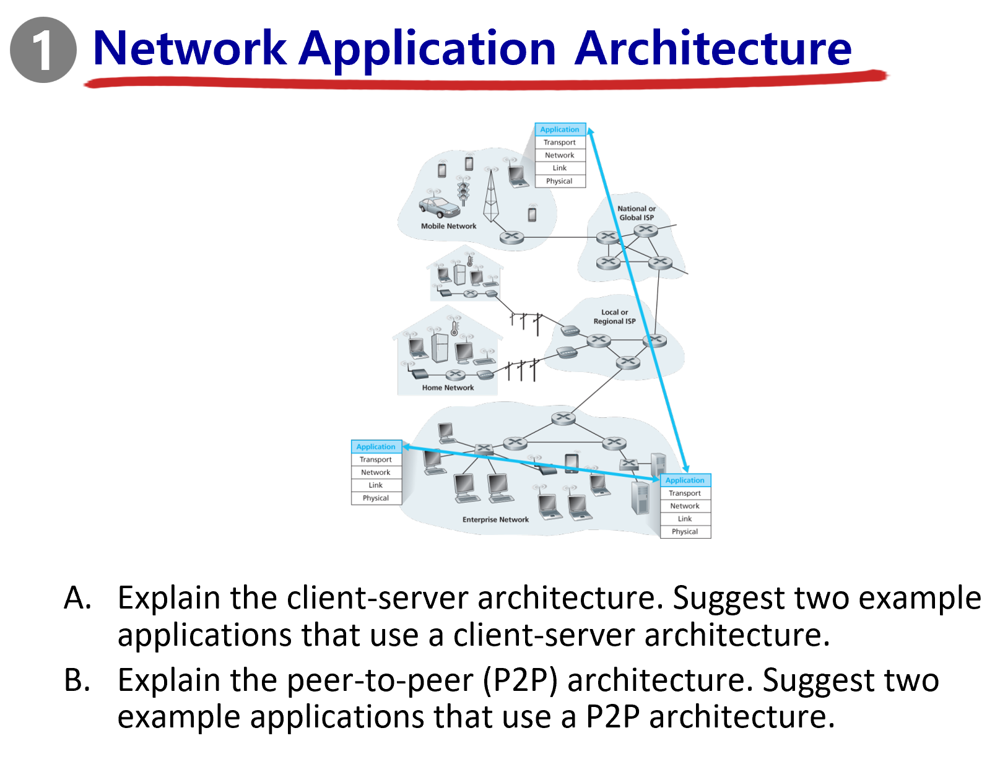 1 Network Application Architecture
Application
Transport
Network
Link
Physical
National or
Global ISP
Mobile Network
Local or
Regional ISP
Home Network
Application
Transport
Network
Link
Physical
Application
Transport
Network
Link
Physical
Enterprise Network
A. Explain the client-server architecture. Suggest two example
applications that use a client-server architecture.
B. Explain the peer-to-peer (P2P) architecture. Suggest two
example applications that use a P2P architecture.